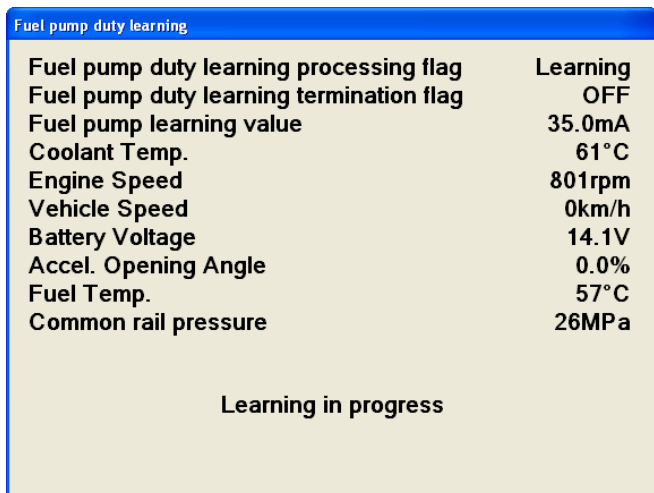 Fuel pump duty learning
Fuel pump duty learning processing flag Learning
Fuel pump duty learning termination flag OFF
Fuel pump learning value 35.0mA
Coolant Temp. 61°C
Engine Speed 801rpm
Vehicle Speed 0km/h
Battery Voltage 14.1V
Accel. Opening Angle 0.0%
Fuel Temp. 57°C
Common rail pressure 26MPa
Learning in progress